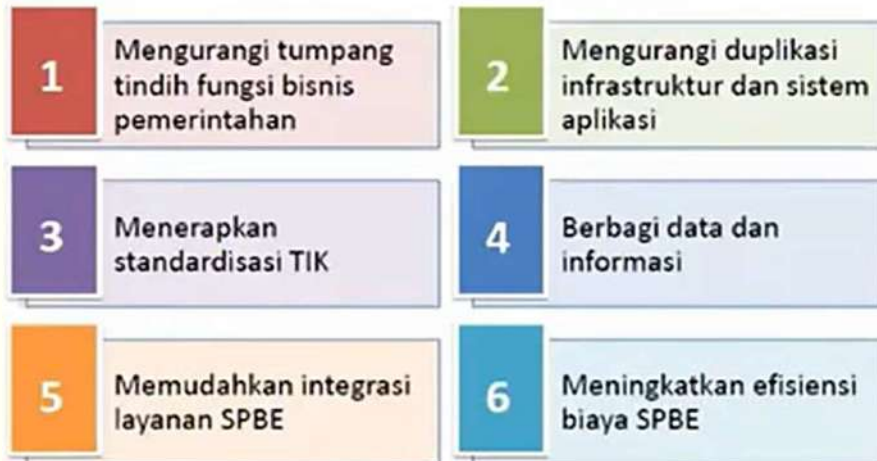 1
Mengurangi tumpang
tindih fungsi bisnis
pemerintahan
2
Mengurangi duplikasi
infrastruktur dan sistem
aplikasi
3
Menerapkan
standardisasi TIK
4
Berbagi data dan
informasi
5
Memudahkan integrasi
layanan SPBE
6
Meningkatkan efisiensi
biaya SPBE